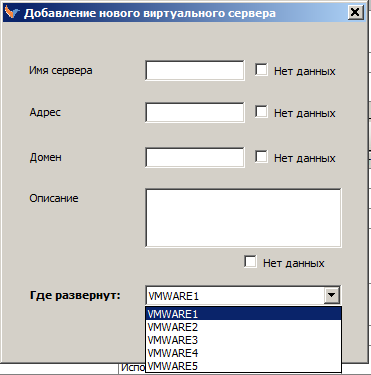 Добавление нового виртуального сервера
Имя сервера
Нет данных
Адрес
Нет данных
Домен
Нет данных
Описание
Нет данных
Где развернут:
VMWARE1
VMWARE1
VMWARE2
VMWARE3
VMWARE4
VMWARE5
Испо